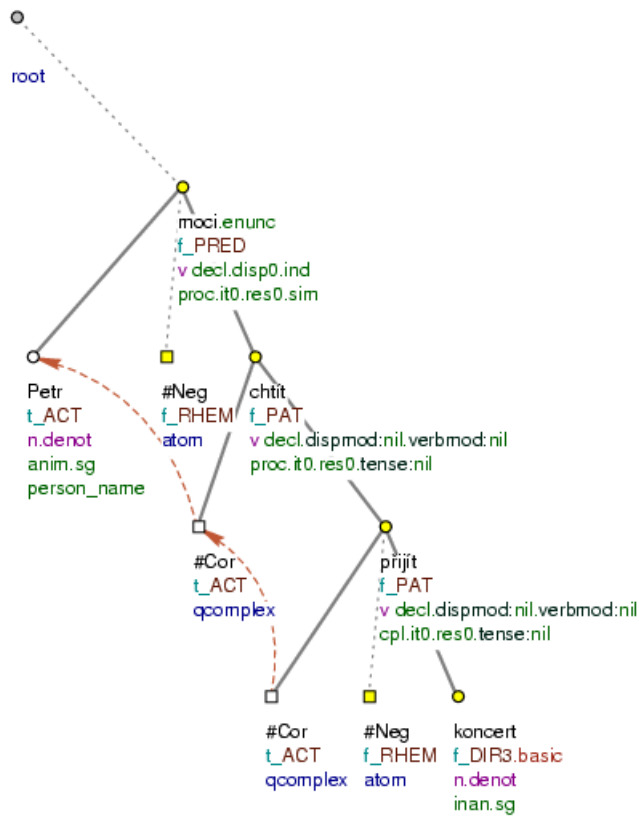 root
moci.enunc
f_PRED
v decl.disp0.ind
proc.it0.res0.sim
Petr
t_ACT
n.denot
anim.sg
person_name
#Neg
f_RHEM
atom
chtít
f_PAT
v decl.dispmod:nil.verbmod:nil
proc.it0.res0.tense:nil
#Cor
t_ACT
qcomplex
přijít
f_PAT
v decl.dispmod:nil.verbmod:nil
cpl.it0.res0.tense:nil
#Cor
t_ACT
qcomplex
#Neg
f_RHEM
atom
koncert
f_DIR3.basic
n.denot
inan.sg